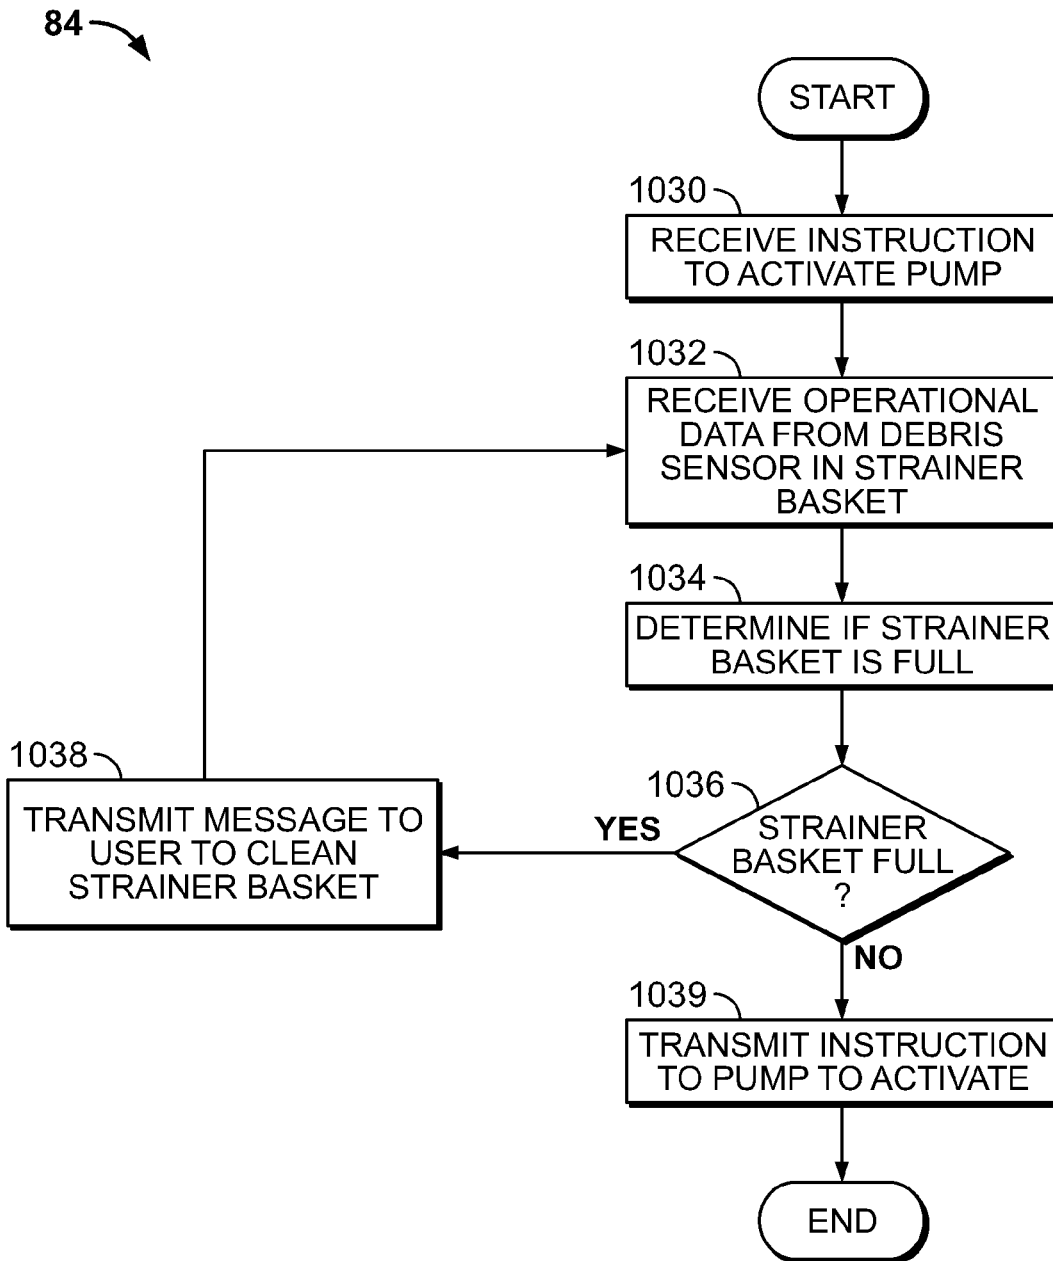 84
START
1030
RECEIVE INSTRUCTION
TO ACTIVATE PUMP
1032
RECEIVE OPERATIONAL
DATA FROM DEBRIS
SENSOR IN STRAINER
BASKET
1034
DETERMINE IF STRAINER
BASKET IS FULL
1036
STRAINER
BASKET FULL
?
YES
1038
TRANSMIT MESSAGE TO
USER TO CLEAN
STRAINER BASKET
NO
1039
TRANSMIT INSTRUCTION
TO PUMP TO ACTIVATE
END